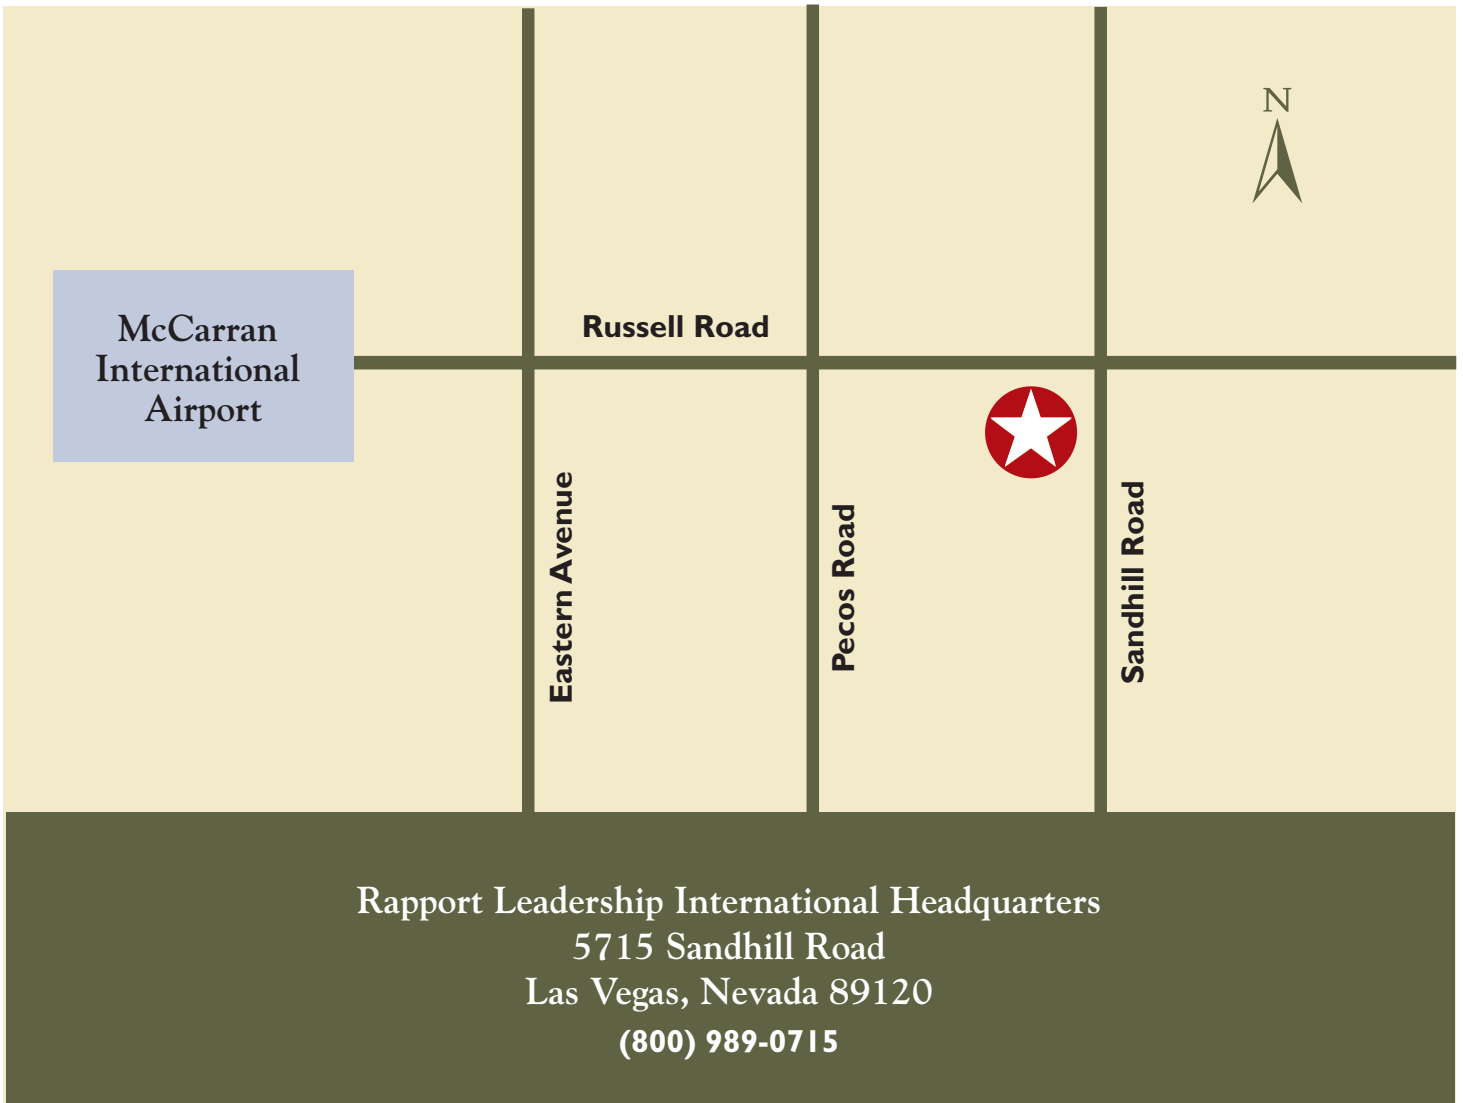 N
McCarran
International
Airport
Russell Road
Eastern Avenue
Pecos Road
Sandhill Road
Rapport Leadership International Headquarters
5715 Sandhill Road
Las Vegas, Nevada 89120
(800) 989-0715